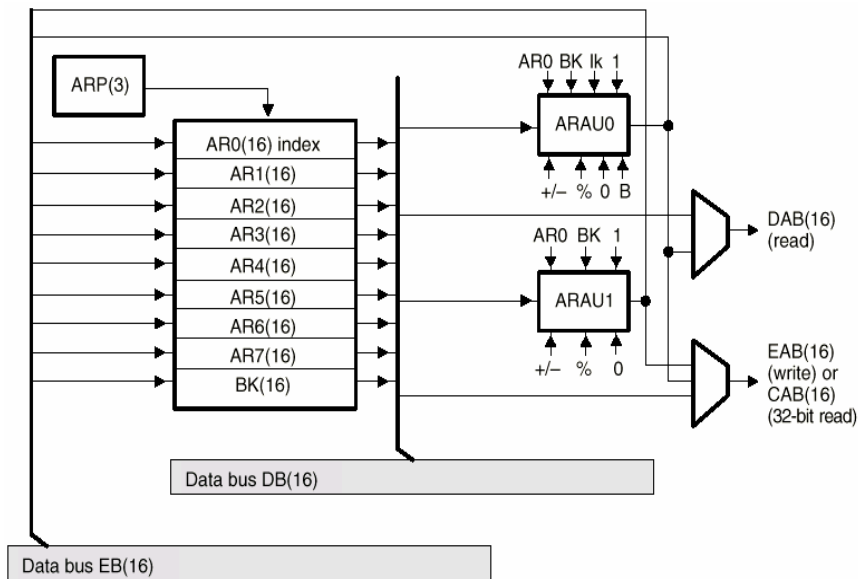 ARP(3)
AR0(16) index
AR1(16)
AR2(16)
AR3(16)
AR4(16)
AR5(16)
AR6(16)
AR7(16)
BK(16)
AR0 BK Ik 1
ARAU0
+/– % 0 B
AR0 BK 1
ARAU1
+/– % 0
DAB(16)
(read)
EAB(16)
(write) or
CAB(16)
(32-bit read)
Data bus DB(16)
Data bus EB(16)